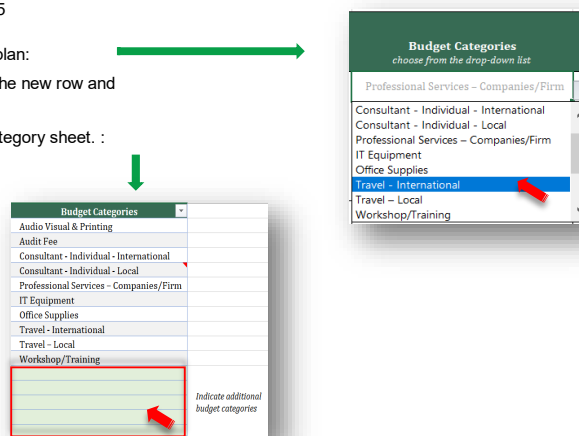 5
plan:
he new row and
tegory sheet. :
Budget Categories
choose from the drop-down list
Professional Services – Companies/Firm
Consultant - Individual - International
Consultant - Individual - Local
Professional Services – Companies/Firm
IT Equipment
Office Supplies
Travel - International
Travel – Local
Workshop/Training
Budget Categories
Audio Visual & Printing
Audit Fee
Consultant - Individual - International
Consultant - Individual - Local
Professional Services – Companies/Firm
IT Equipment
Office Supplies
Travel - International
Travel – Local
Workshop/Training
Indicate additional
budget categories